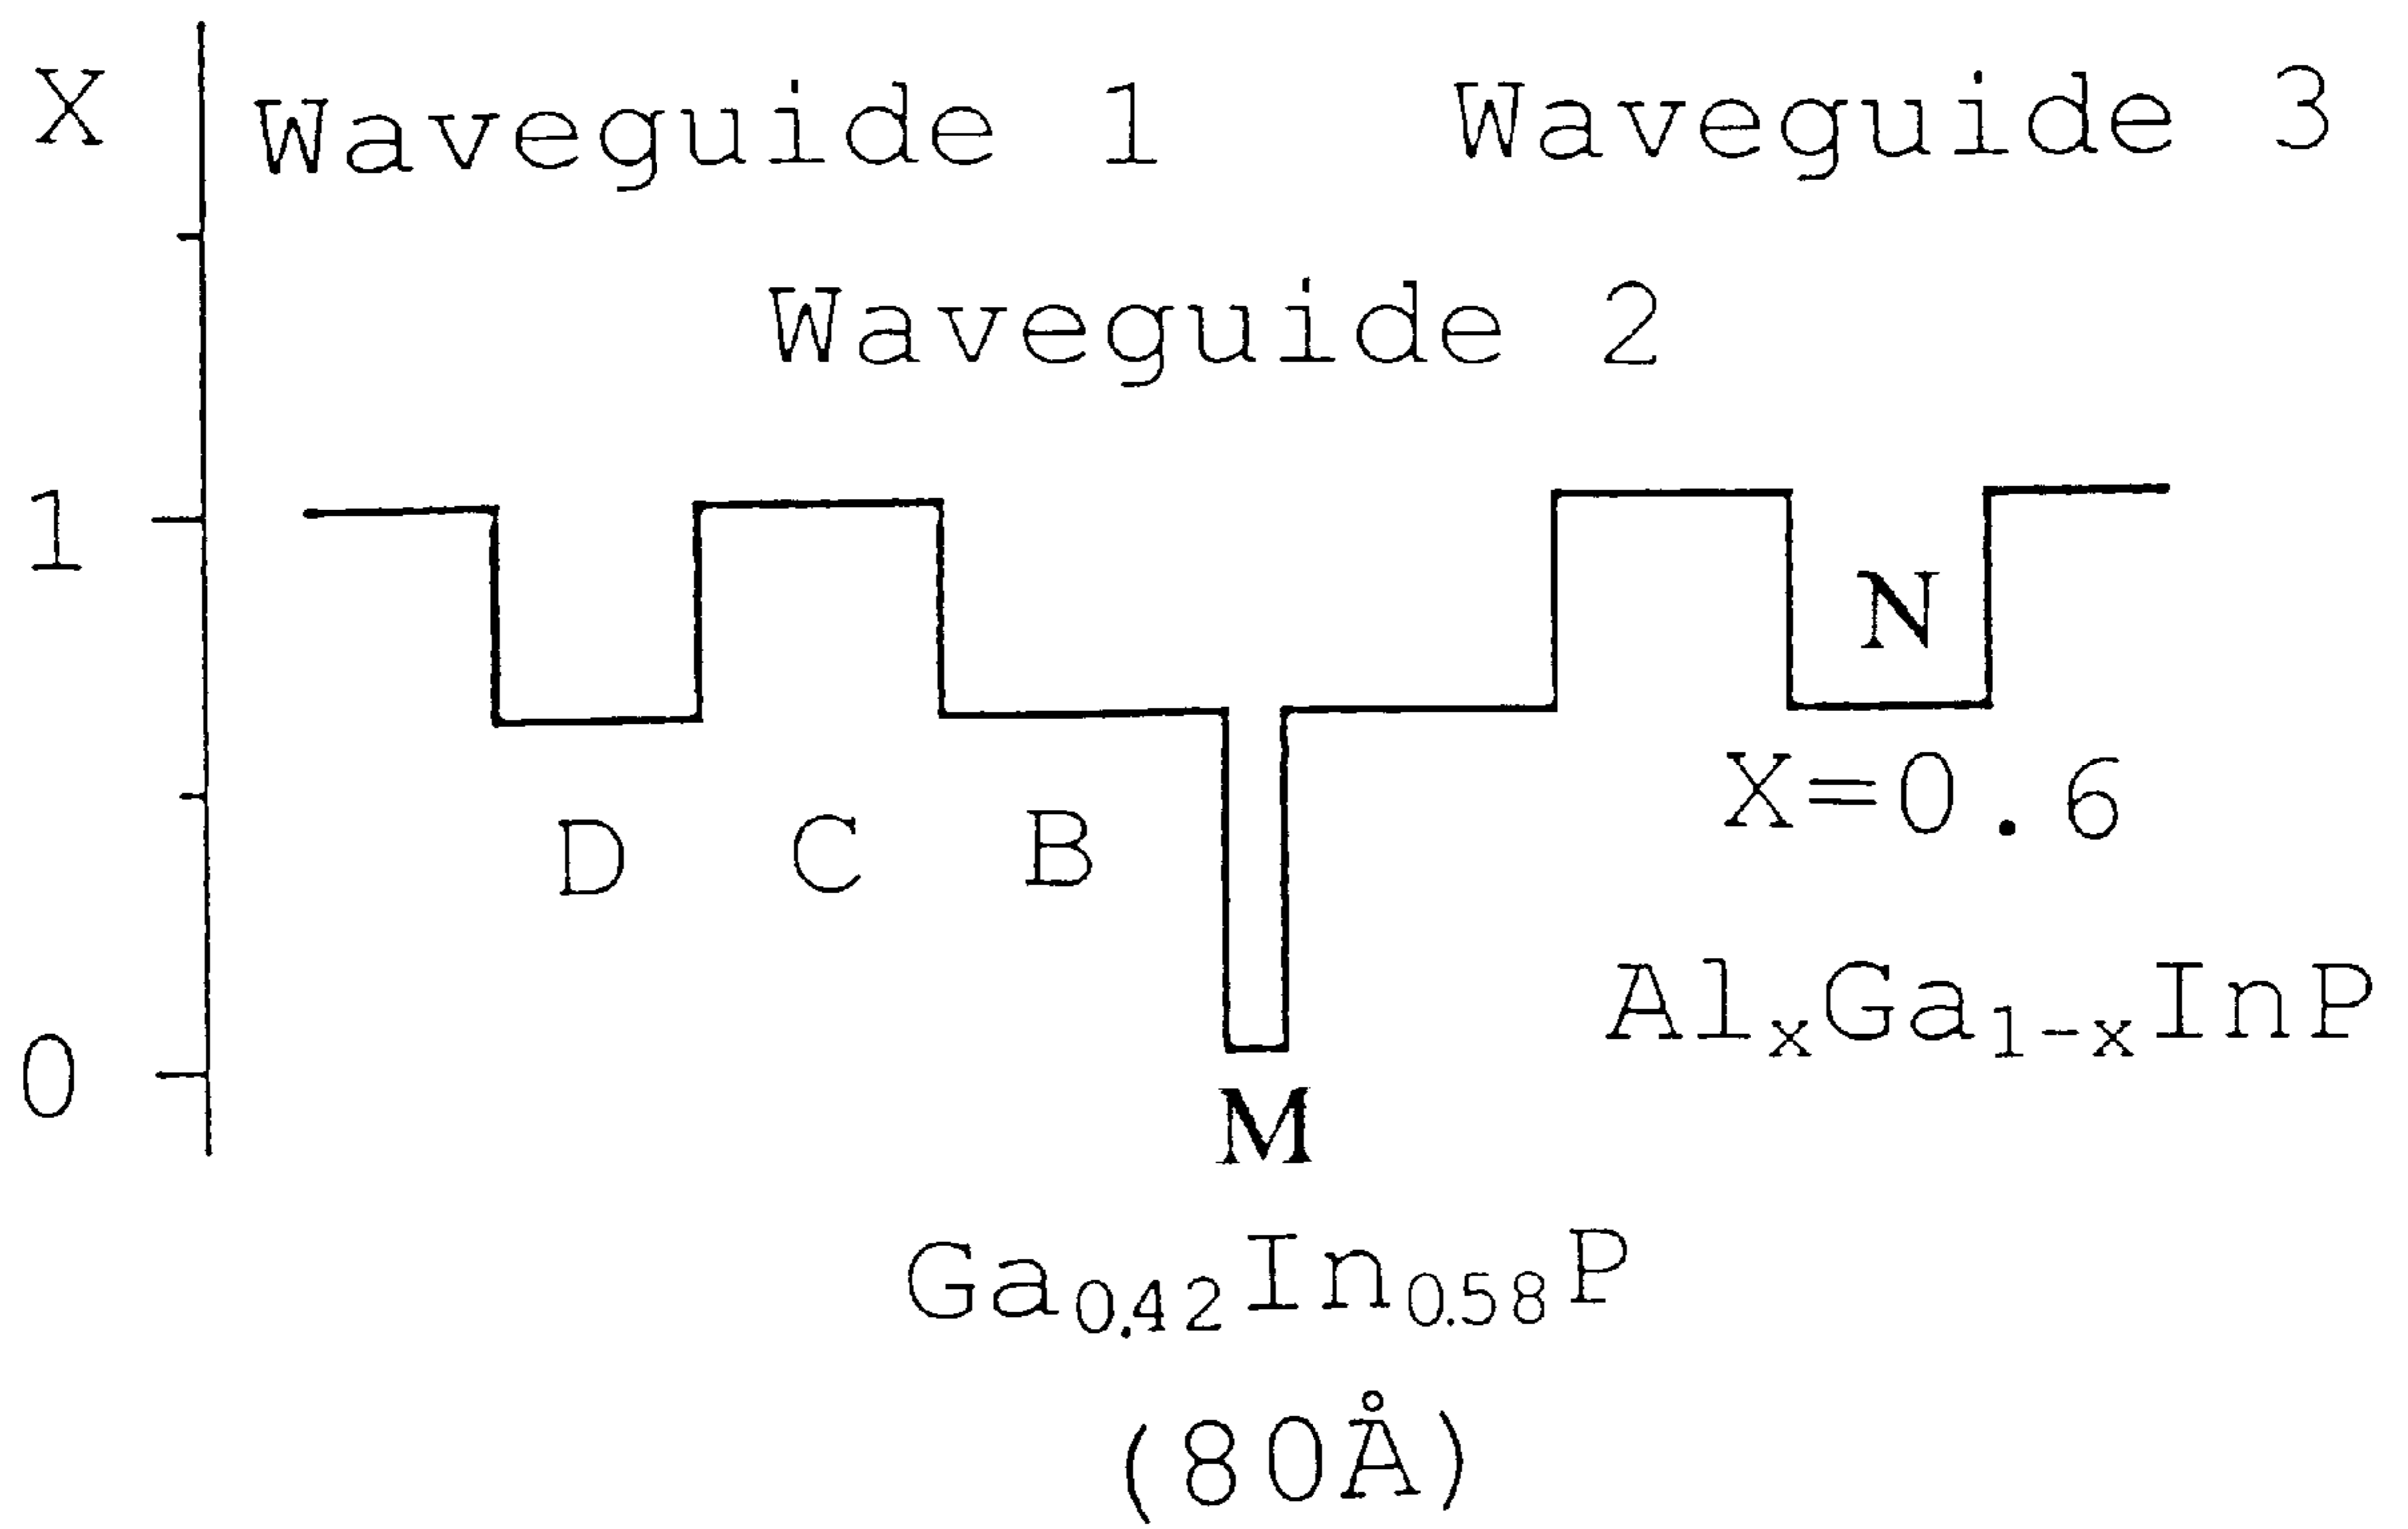 X Waveguide 1 Waveguide 3
Waveguide 2
1
N
X=0.6
D C B
AlₓGa₁₋ₓInP
0
M
Ga₀.₄₂In₀.₅₈P
(80Å)